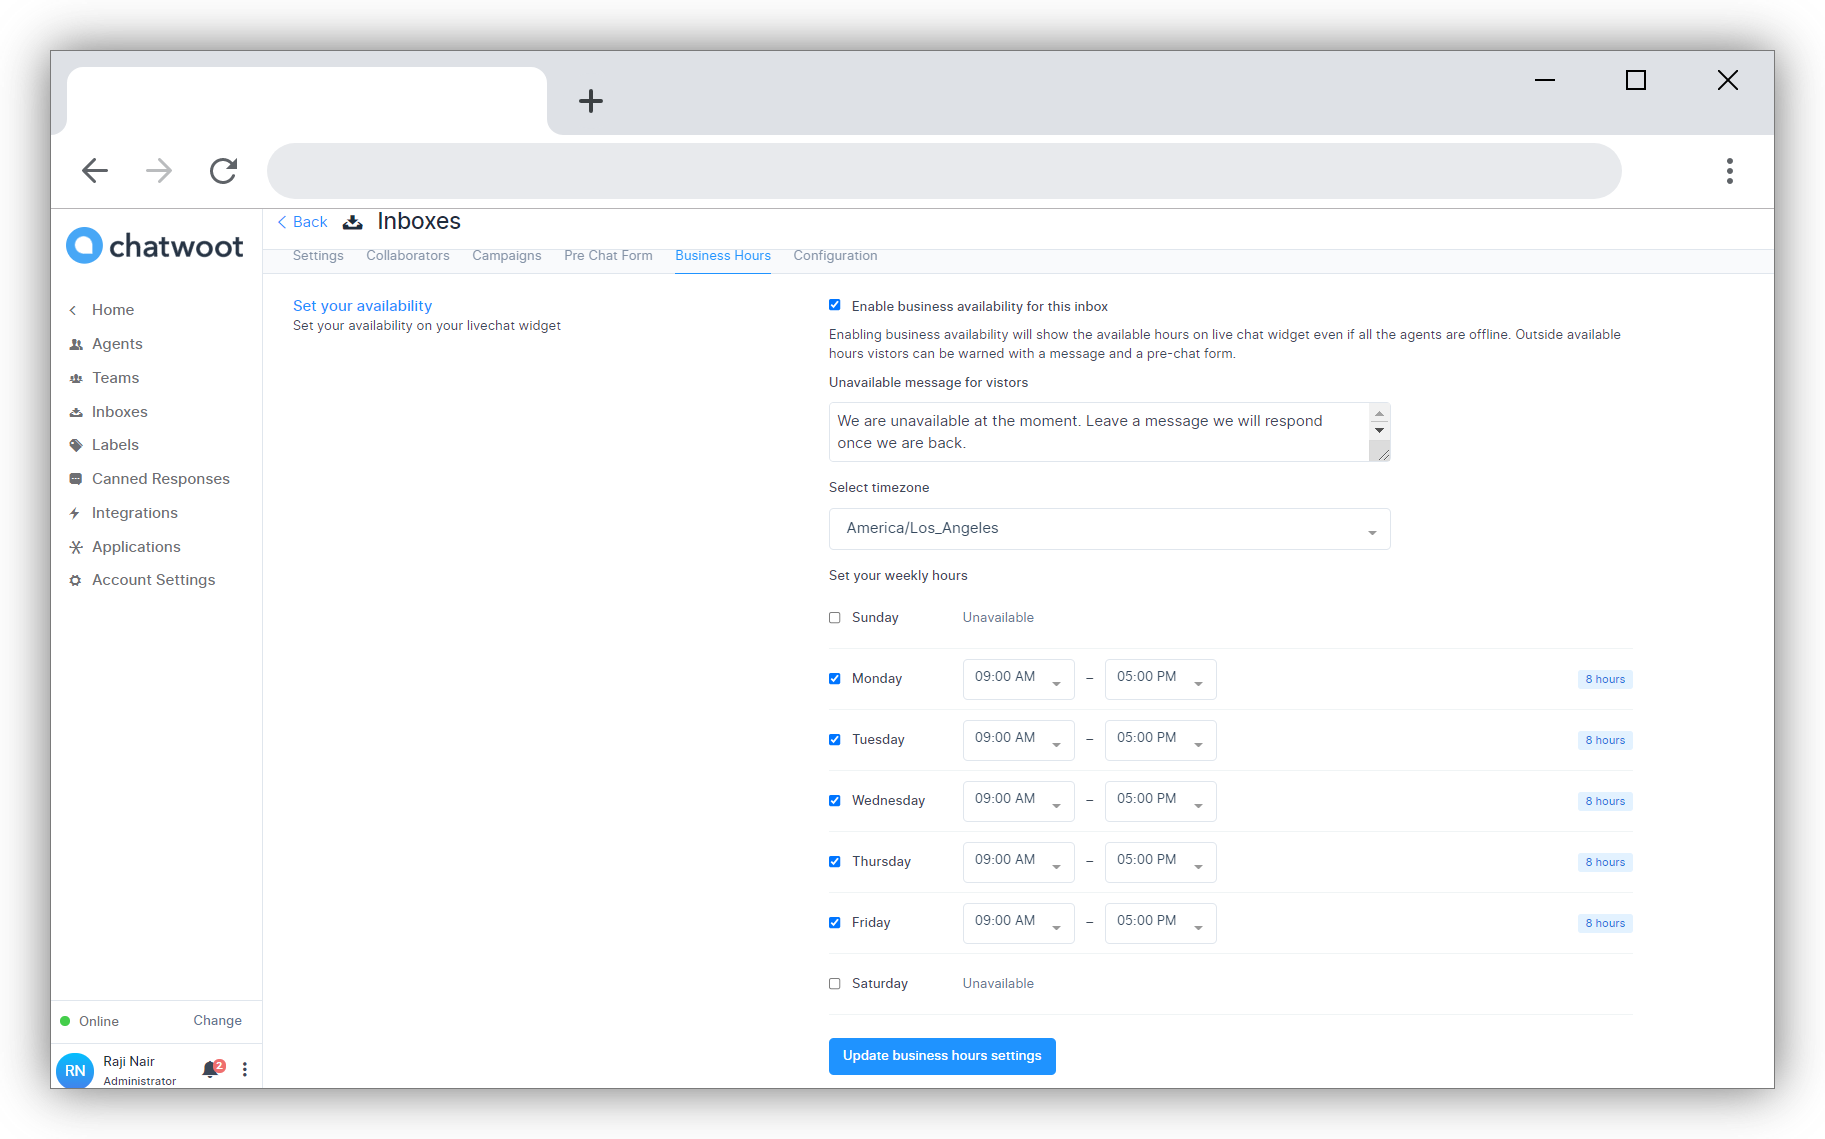 chatwoot
Home
Agents
Teams
Inboxes
Labels
Canned Responses
Integrations
Applications
Account Settings
Online Change
RN Raji Nair 2
Administrator
Back Inboxes
Settings Collaborators Campaigns Pre Chat Form Business Hours Configuration
Set your availability
Set your availability on your livechat widget
Enable business availability for this inbox
Enabling business availability will show the available hours on live chat widget even if all the agents are offline. Outside available
hours vistors can be warned with a message and a pre-chat form.
Unavailable message for vistors
We are unavailable at the moment. Leave a message we will respond
once we are back.
Select timezone
America/Los_Angeles
Set your weekly hours
Sunday Unavailable
Monday 09:00 AM – 05:00 PM 8 hours
Tuesday 09:00 AM – 05:00 PM 8 hours
Wednesday 09:00 AM – 05:00 PM 8 hours
Thursday 09:00 AM – 05:00 PM 8 hours
Friday 09:00 AM – 05:00 PM 8 hours
Saturday Unavailable
Update business hours settings